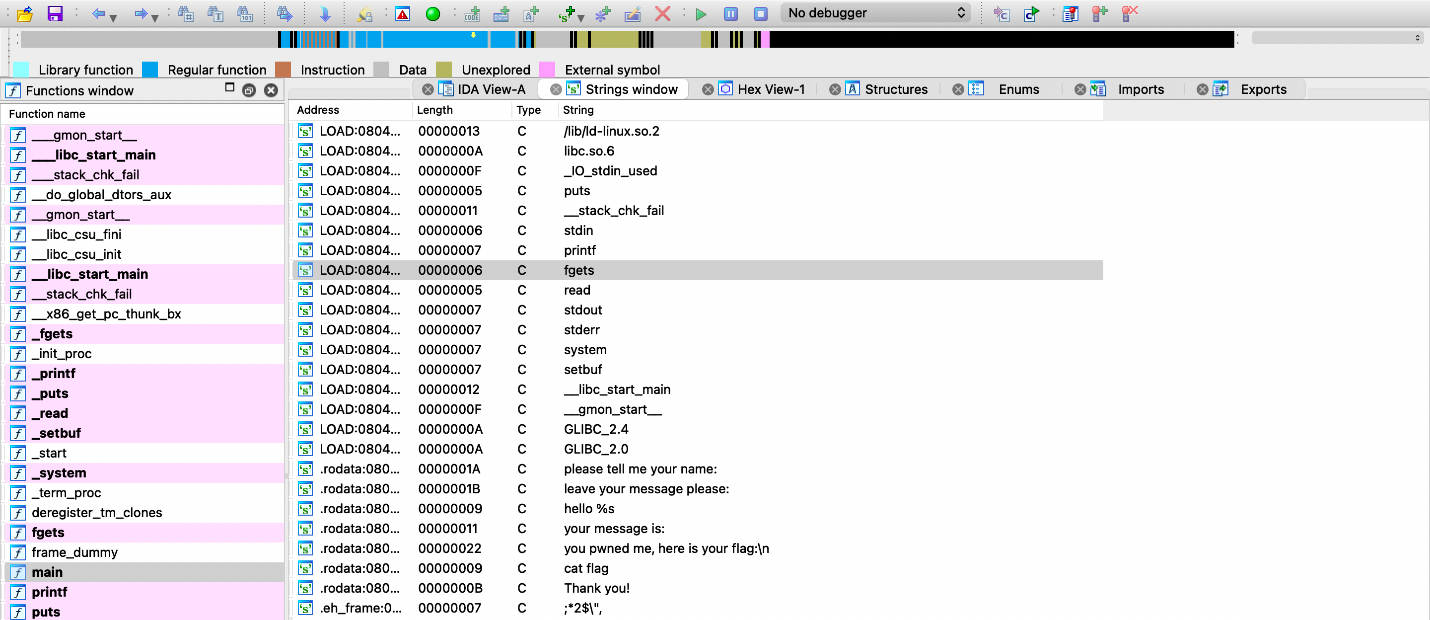 No debugger
Library function Regular function Instruction Data Unexplored External symbol
Functions window
IDA View-A Strings window Hex View-1 Structures Enums Imports Exports
Function name
___gmon_start__
____libc_start_main
____stack_chk_fail
__do_global_dtors_aux
__gmon_start__
__libc_csu_fini
__libc_csu_init
__libc_start_main
__stack_chk_fail
__x86_get_pc_thunk_bx
_fgets
_init_proc
_printf
_puts
_read
_setbuf
_start
_system
_term_proc
deregister_tm_clones
fgets
frame_dummy
main
printf
puts
Address Length Type String
LOAD:0804... 00000013 C /lib/ld-linux.so.2
LOAD:0804... 0000000A C libc.so.6
LOAD:0804... 0000000F C _IO_stdin_used
LOAD:0804... 00000005 C puts
LOAD:0804... 00000011 C __stack_chk_fail
LOAD:0804... 00000006 C stdin
LOAD:0804... 00000007 C printf
LOAD:0804... 00000006 C fgets
LOAD:0804... 00000005 C read
LOAD:0804... 00000007 C stdout
LOAD:0804... 00000007 C stderr
LOAD:0804... 00000007 C system
LOAD:0804... 00000007 C setbuf
LOAD:0804... 00000012 C __libc_start_main
LOAD:0804... 0000000F C __gmon_start__
LOAD:0804... 0000000A C GLIBC_2.4
LOAD:0804... 0000000A C GLIBC_2.0
.rodata:080... 0000001A C please tell me your name:
.rodata:080... 0000001B C leave your message please:
.rodata:080... 00000009 C hello %s
.rodata:080... 00000011 C your message is:
.rodata:080... 00000022 C you pwned me, here is your flag:\n
.rodata:080... 00000009 C cat flag
.rodata:080... 0000000B C Thank you!
.eh_frame:0... 00000007 C ;*2$\",